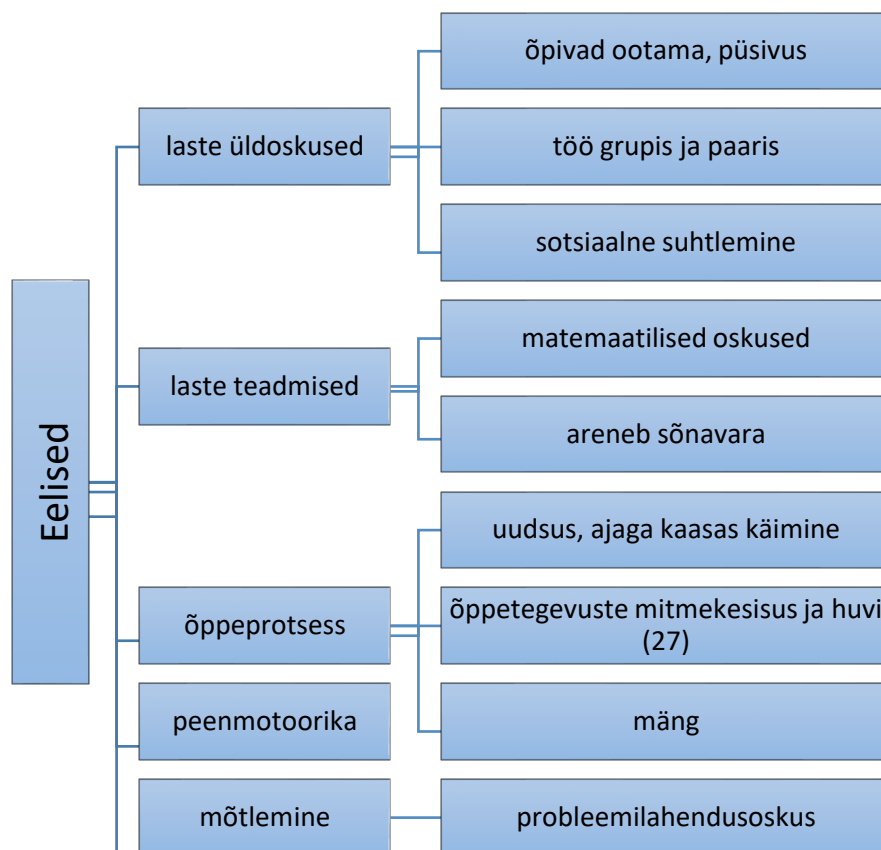 Eelised
laste üldoskused
õpivad ootama, püsivus
töö grupis ja paaris
sotsiaalne suhtlemine
laste teadmised
matemaatilised oskused
areneb sõnavara
õppeprotsess
uudsus, ajaga kaasas käimine
õppetegevuste mitmekesisus ja huvi
(27)
mäng
peenmotoorika
mõtlemine
probleemilahendusoskus